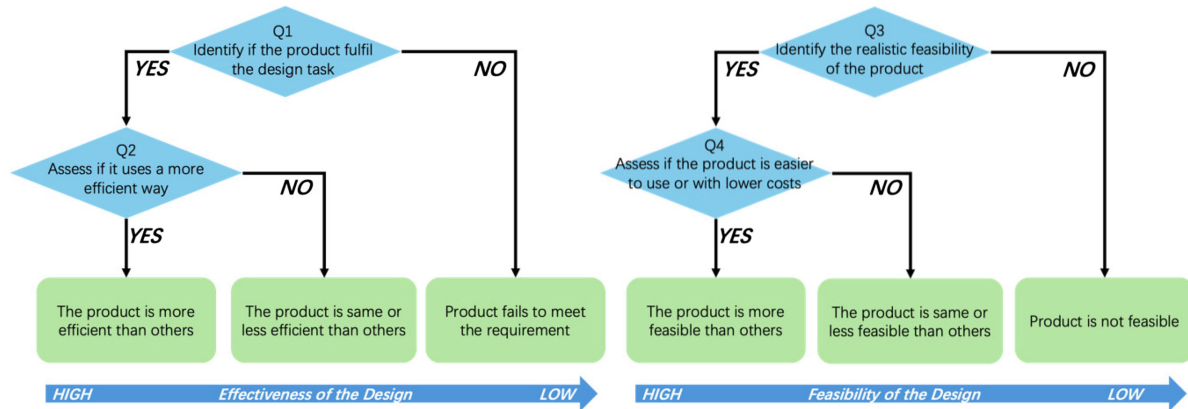 Q1
Identify if the product fulfil
the design task
YES
NO
Q2
Assess if it uses a more
efficient way
NO
YES
The product is more
efficient than others
The product is same or
less efficient than others
Product fails to meet
the requirement
HIGH
Effectiveness of the Design
LOW
Q3
Identify the realistic feasibility
of the product
YES
NO
Q4
Assess if the product is easier
to use or with lower costs
NO
YES
The product is more
feasible than others
The product is same or
less feasible than others
Product is not feasible
HIGH
Feasibility of the Design
LOW